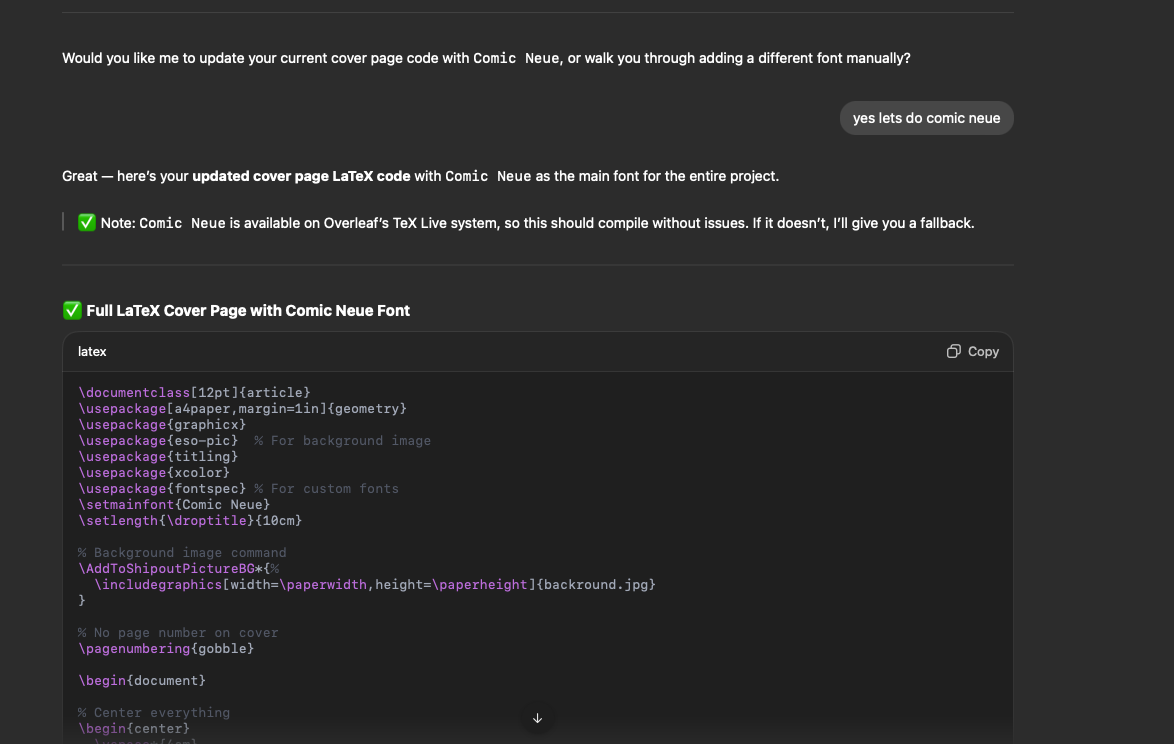 Would you like me to update your current cover page code with Comic Neue, or walk you through adding a different font manually?
yes lets do comic neue
Great — here's your updated cover page LaTeX code with Comic Neue as the main font for the entire project.
✅ Note: Comic Neue is available on Overleaf's TeX Live system, so this should compile without issues. If it doesn't, I'll give you a fallback.
✅ Full LaTeX Cover Page with Comic Neue Font
latex
Copy
\documentclass[12pt]{article}
\usepackage[a4paper,margin=1in]{geometry}
\usepackage{graphicx}
\usepackage{eso-pic}  % For background image
\usepackage{titling}
\usepackage{xcolor}
\usepackage{fontspec} % For custom fonts
\setmainfont{Comic Neue}
\setlength{\droptitle}{10cm}
% Background image command
\AddToShipoutPictureBG*{%
  \includegraphics[width=\paperwidth,height=\paperheight]{backround.jpg}
}
% No page number on cover
\pagenumbering{gobble}
\begin{document}
% Center everything
\begin{center}